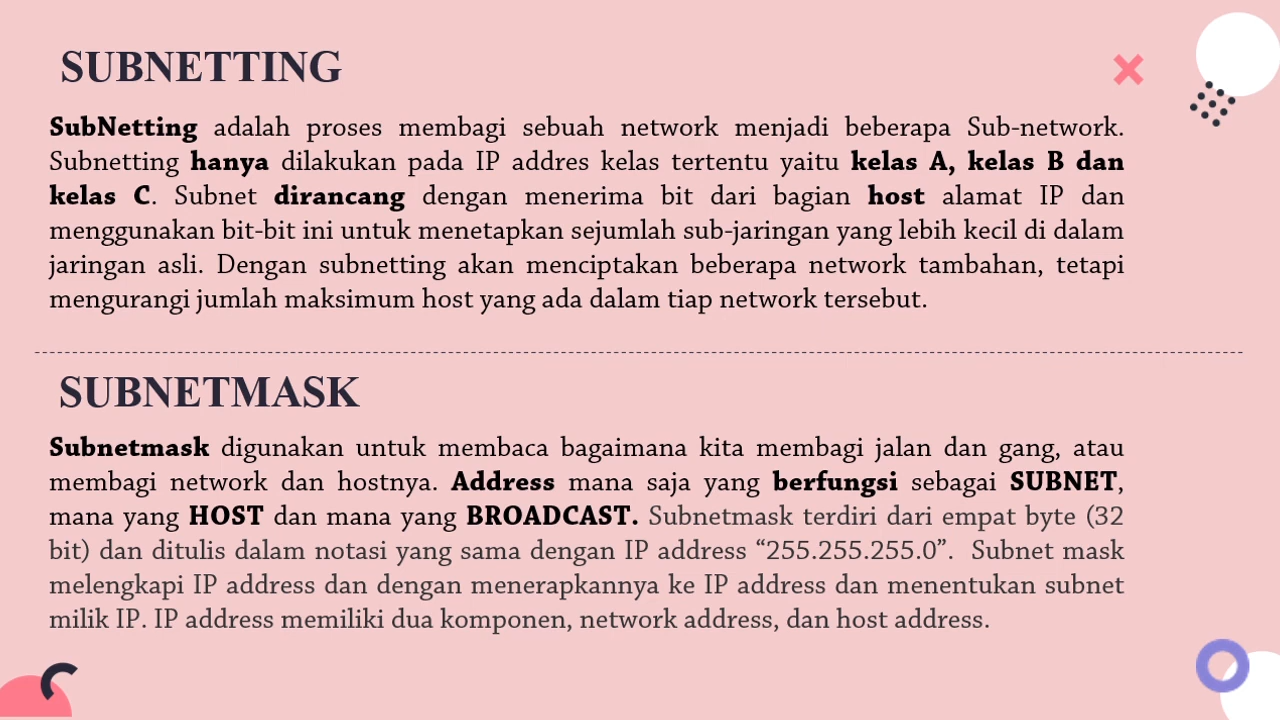 SUBNETTING
SubNetting adalah proses membagi sebuah network menjadi beberapa Sub-network.
Subnetting hanya dilakukan pada IP addres kelas tertentu yaitu kelas A, kelas B dan
kelas C. Subnet dirancang dengan menerima bit dari bagian host alamat IP dan
menggunakan bit-bit ini untuk menetapkan sejumlah sub-jaringan yang lebih kecil di dalam
jaringan asli. Dengan subnetting akan menciptakan beberapa network tambahan, tetapi
mengurangi jumlah maksimum host yang ada dalam tiap network tersebut.
SUBNETMASK
Subnetmask digunakan untuk membaca bagaimana kita membagi jalan dan gang, atau
membagi network dan hostnya. Address mana saja yang berfungsi sebagai SUBNET,
mana yang HOST dan mana yang BROADCAST. Subnetmask terdiri dari empat byte (32
bit) dan ditulis dalam notasi yang sama dengan IP address “255.255.255.0”. Subnet mask
melengkapi IP address dan dengan menerapkannya ke IP address dan menentukan subnet
milik IP. IP address memiliki dua komponen, network address, dan host address.